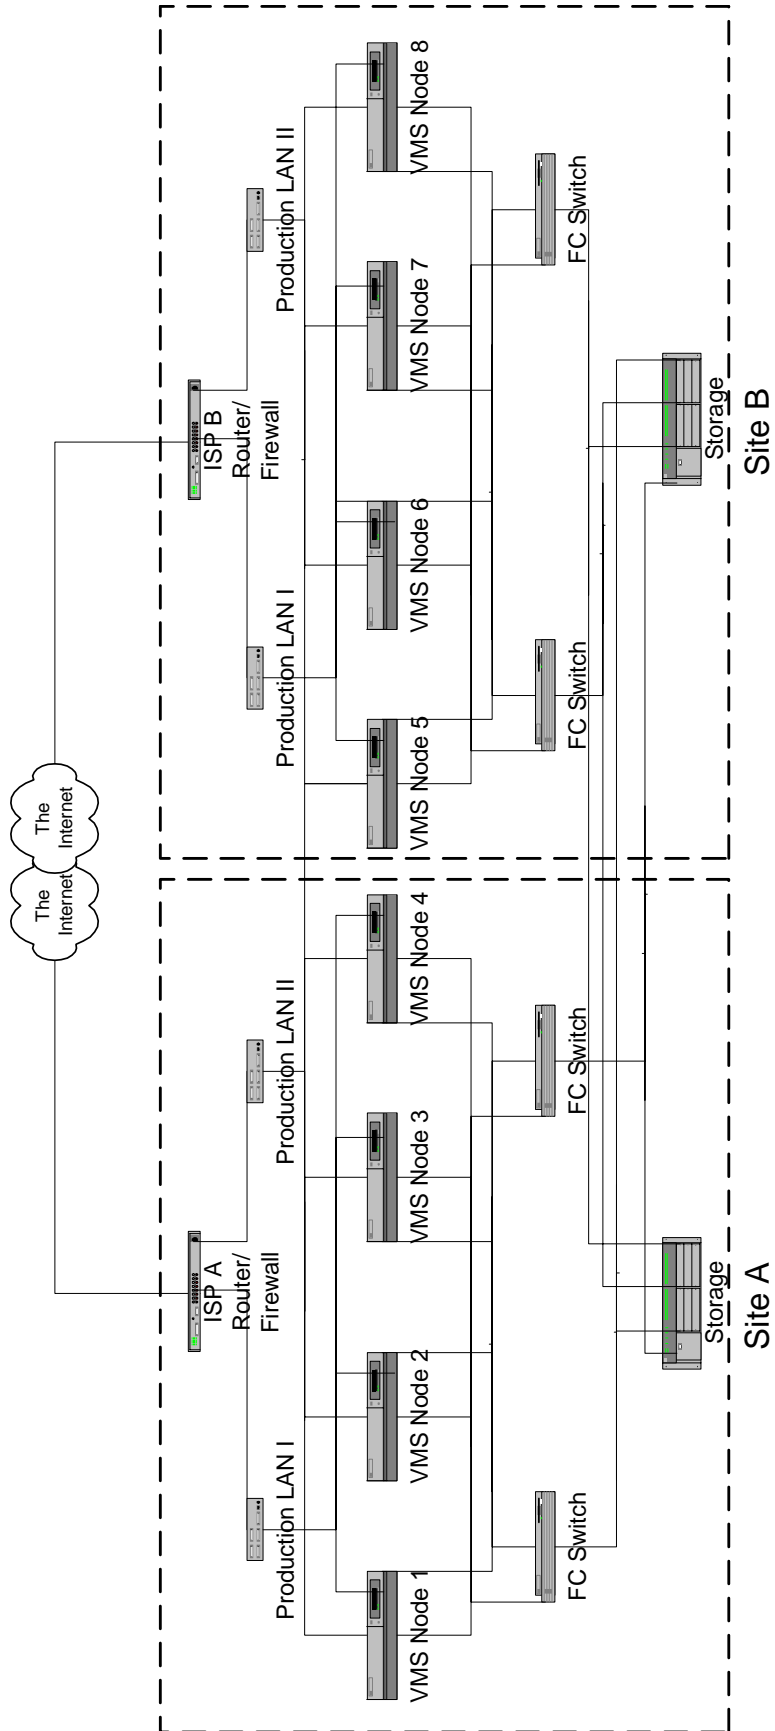 The
Internet
The
Internet
ISP A
Router/
Firewall
ISP B
Router/
Firewall
Production LAN I
Production LAN II
Production LAN I
Production LAN II
VMS Node 1
VMS Node 2
VMS Node 3
VMS Node 4
VMS Node 5
VMS Node 6
VMS Node 7
VMS Node 8
FC Switch
FC Switch
FC Switch
FC Switch
Storage
Storage
Site A
Site B